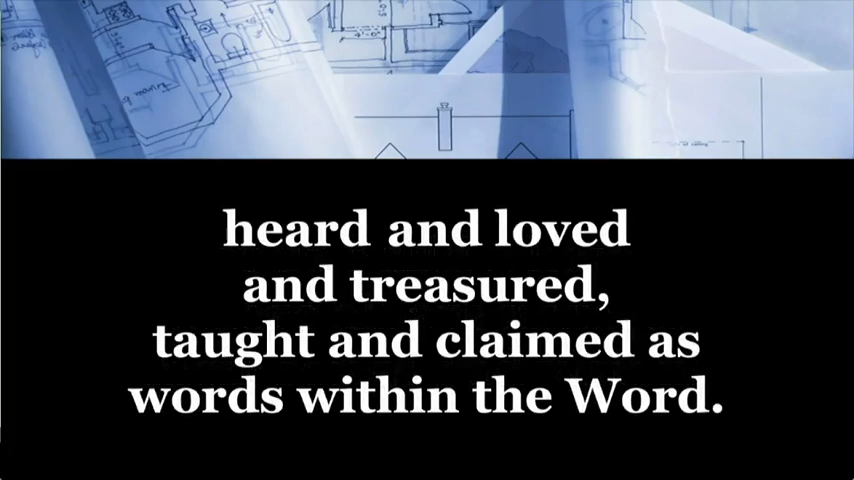 heard and loved
and treasured,
taught and claimed as
words within the Word.